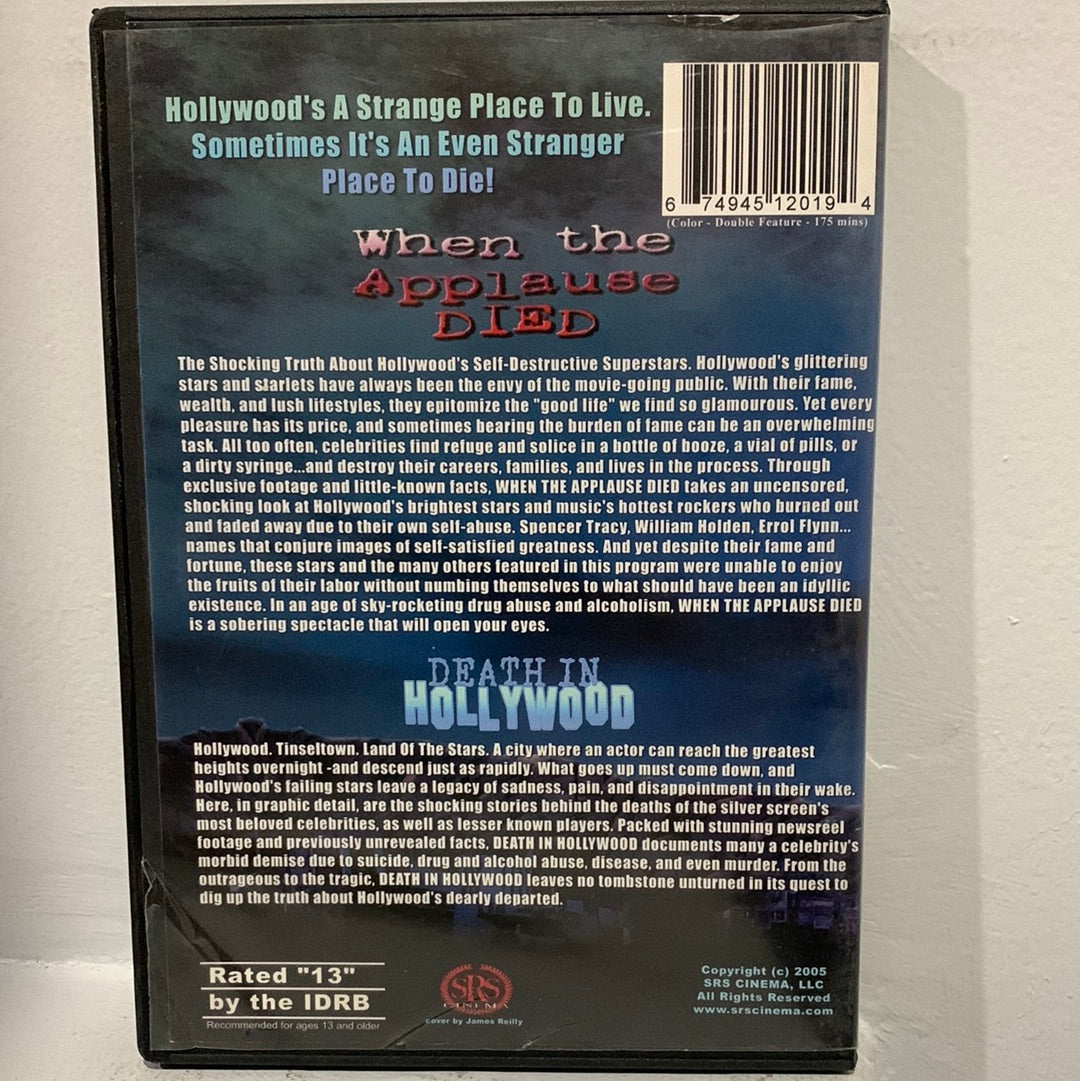 Hollywood's A Strange Place To Live.
Sometimes It's An Even Stranger
Place To Die!
6 74945 12019 4
(Color - Double Feature - 175 mins)
When the
Applause
DIED
The Shocking Truth About Hollywood's Self-Destructive Superstars. Hollywood's glittering
stars and starlets have always been the envy of the movie-going public. With their fame,
wealth, and lush lifestyles, they epitomize the "good life" we find so glamourous. Yet every
pleasure has its price, and sometimes bearing the burden of fame can be an overwhelming
task. All too often, celebrities find refuge and solice in a bottle of booze, a vial of pills, or
a dirty syringe...and destroy their careers, families, and lives in the process. Through
exclusive footage and little-known facts, WHEN THE APPLAUSE DIED takes an uncensored,
shocking look at Hollywood's brightest stars and music's hottest rockers who burned out
and faded away due to their own self-abuse. Spencer Tracy, William Holden, Errol Flynn...
names that conjure images of self-satisfied greatness. And yet despite their fame and
fortune, these stars and the many others featured in this program were unable to enjoy
the fruits of their labor without numbing themselves to what should have been an idyllic
existence. In an age of sky-rocketing drug abuse and alcoholism, WHEN THE APPLAUSE DIED
is a sobering spectacle that will open your eyes.
DEATH IN
HOLLYWOOD
Hollywood. Tinseltown. Land Of The Stars. A city where an actor can reach the greatest
heights overnight -and descend just as rapidly. What goes up must come down, and
Hollywood's failing stars leave a legacy of sadness, pain, and disappointment in their wake.
Here, in graphic detail, are the shocking stories behind the deaths of the silver screen's
most beloved celebrities, as well as lesser known players. Packed with stunning newsreel
footage and previously unrevealed facts, DEATH IN HOLLYWOOD documents many a celebrity's
morbid demise due to suicide, drug and alcohol abuse, disease, and even murder. From the
outrageous to the tragic, DEATH IN HOLLYWOOD leaves no tombstone unturned in its quest to
dig up the truth about Hollywood's dearly departed.
Rated "13"
by the IDRB
Recommended for ages 13 and older
SRS
CINEMA
cover by James Reilly
Copyright (c) 2005
SRS CINEMA, LLC
All Rights Reserved
www.srscinema.com